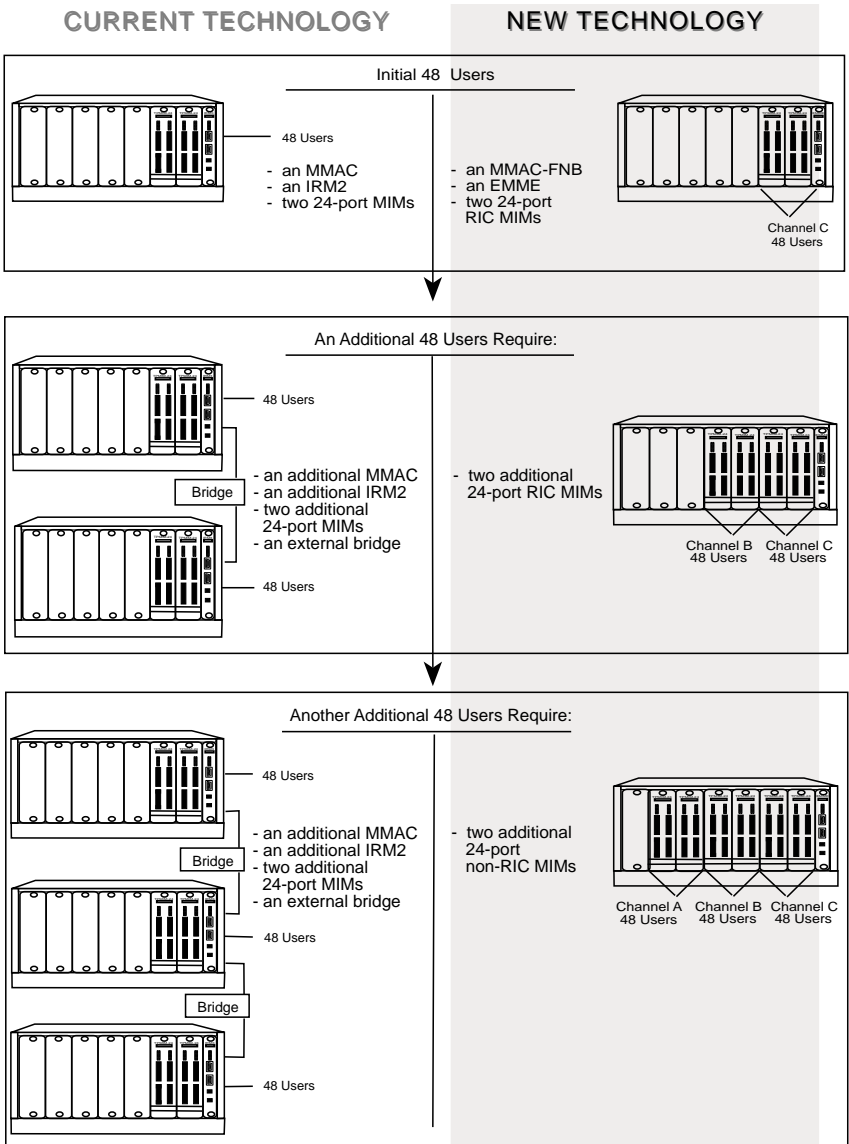 CURRENT TECHNOLOGY
NEW TECHNOLOGY
Initial 48 Users
48 Users
- an MMAC
- an IRM2
- two 24-port MIMs
- an MMAC-FNB
- an EMME
- two 24-port
RIC MIMs
Channel C
48 Users
An Additional 48 Users Require:
48 Users
Bridge
- an additional MMAC
- an additional IRM2
- two additional
24-port MIMs
- an external bridge
48 Users
- two additional
24-port RIC MIMs
Channel B
48 Users
Channel C
48 Users
Another Additional 48 Users Require:
48 Users
Bridge
- an additional MMAC
- an additional IRM2
- two additional
24-port MIMs
- an external bridge
48 Users
Bridge
48 Users
- two additional
24-port
non-RIC MIMs
Channel A
48 Users
Channel B
48 Users
Channel C
48 Users